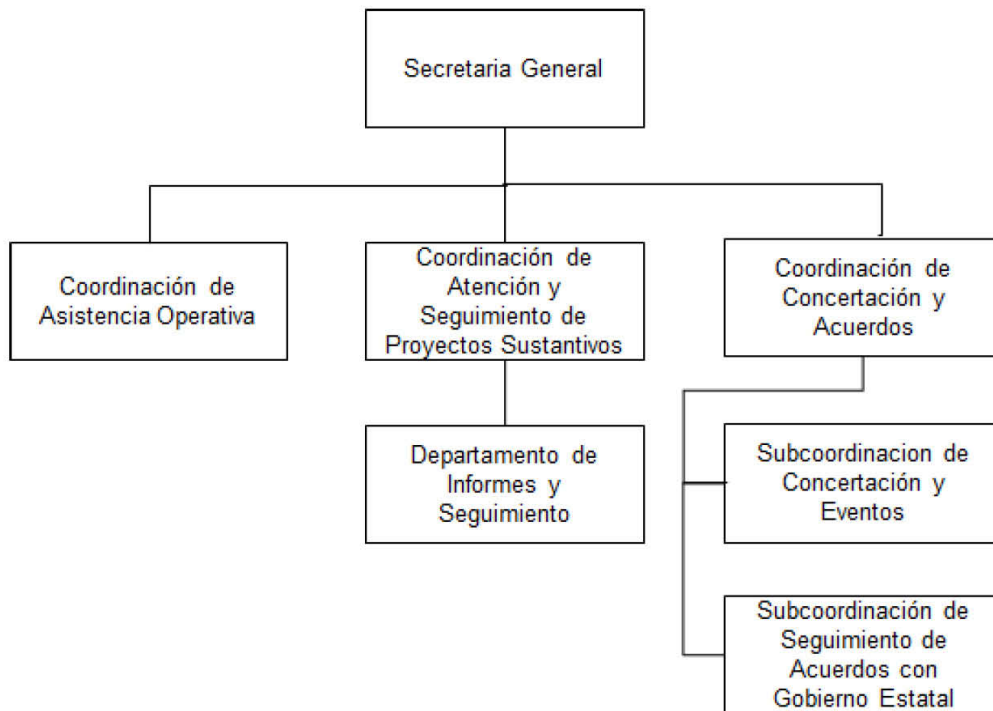 Secretaria General
Coordinación de
Asistencia Operativa
Coordinación de
Atención y
Seguimiento de
Proyectos Sustantivos
Coordinación de
Concertación y
Acuerdos
Departamento de
Informes y
Seguimiento
Subcoordinacion de
Concertación y
Eventos
Subcoordinación de
Seguimiento de
Acuerdos con
Gobierno Estatal